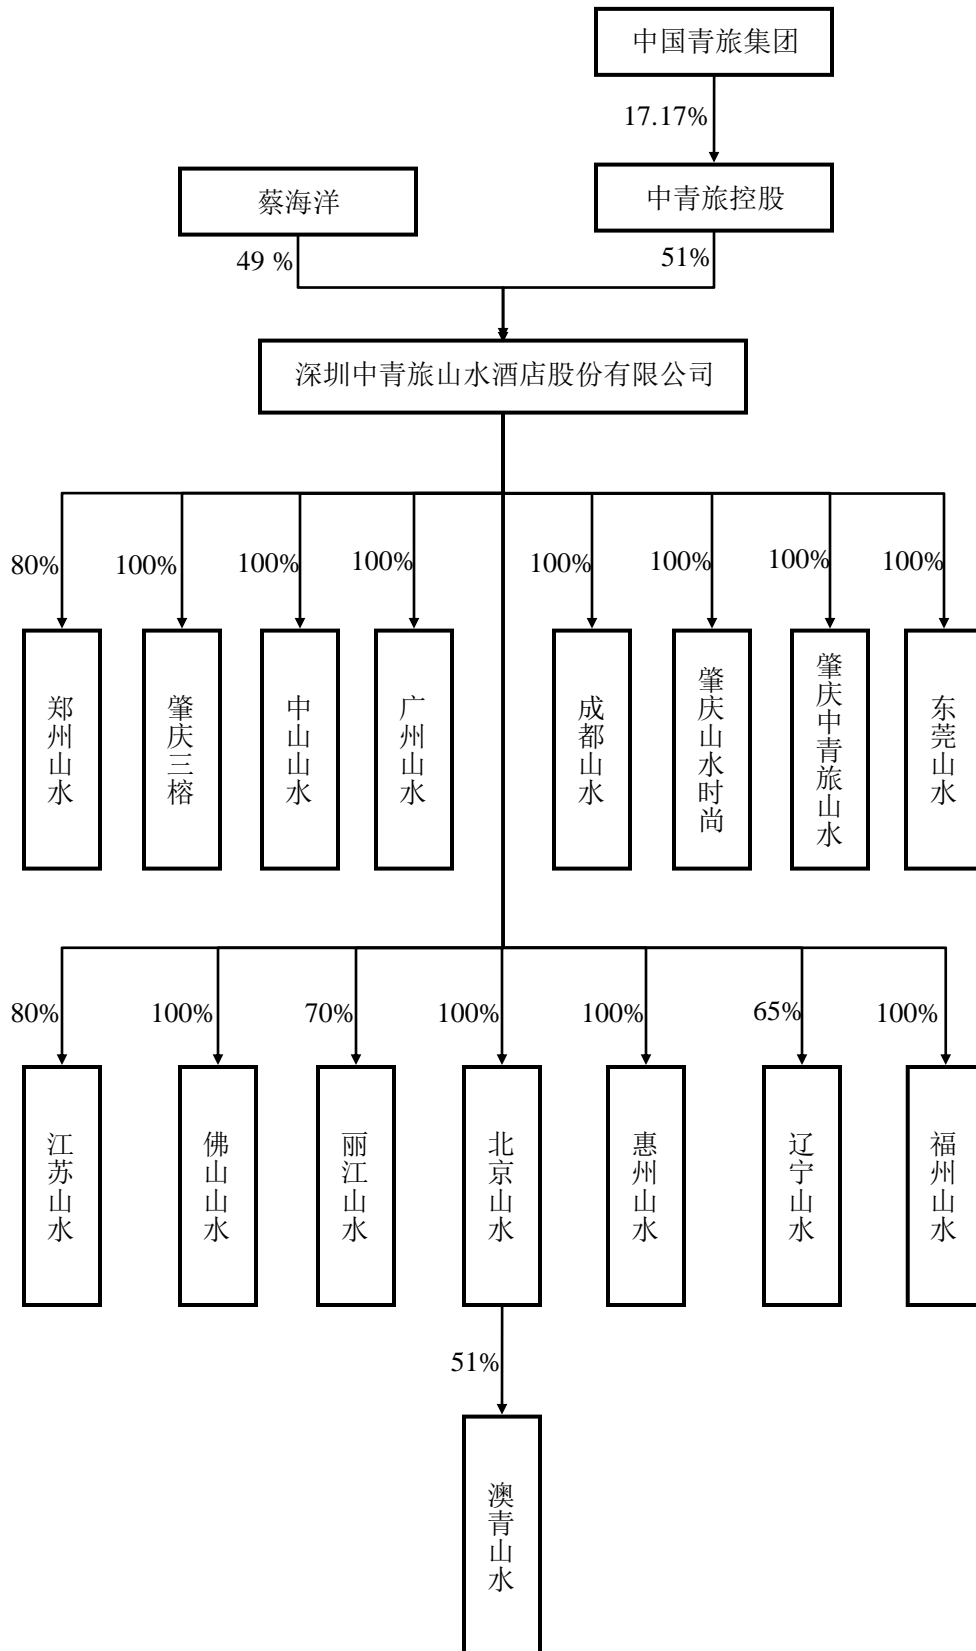 中国青旅集团
17.17%
蔡海洋
中青旅控股
49 %
51%
深圳中青旅山水酒店股份有限公司
80%
100%
100%
100%
100%
100%
100%
100%
郑州山水
肇庆三榕
中山山水
广州山水
成都山水
肇庆山水时尚
肇庆中青旅山水
东莞山水
80%
100%
70%
100%
100%
65%
100%
江苏山水
佛山山水
丽江山水
北京山水
惠州山水
辽宁山水
福州山水
51%
澳青山水